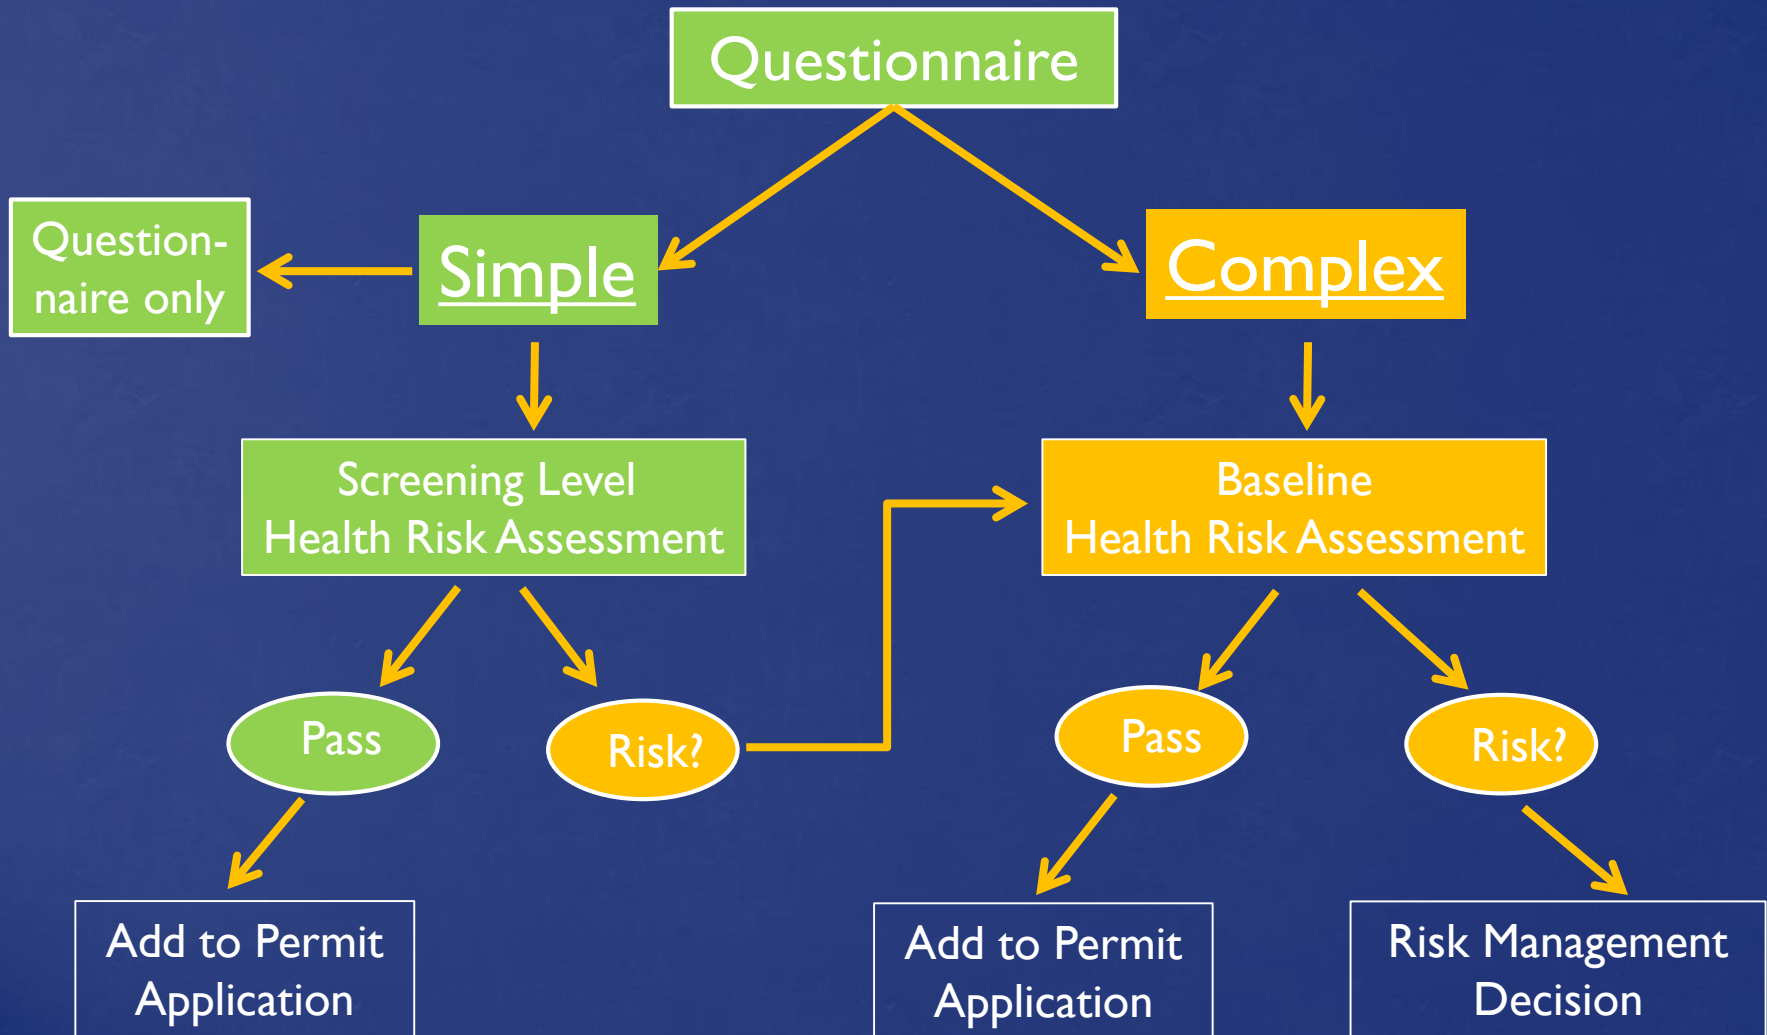 Questionnaire
Question-
naire only
Simple
Complex
Screening Level
Health Risk Assessment
Baseline
Health Risk Assessment
Pass
Risk?
Pass
Risk?
Add to Permit
Application
Add to Permit
Application
Risk Management
Decision